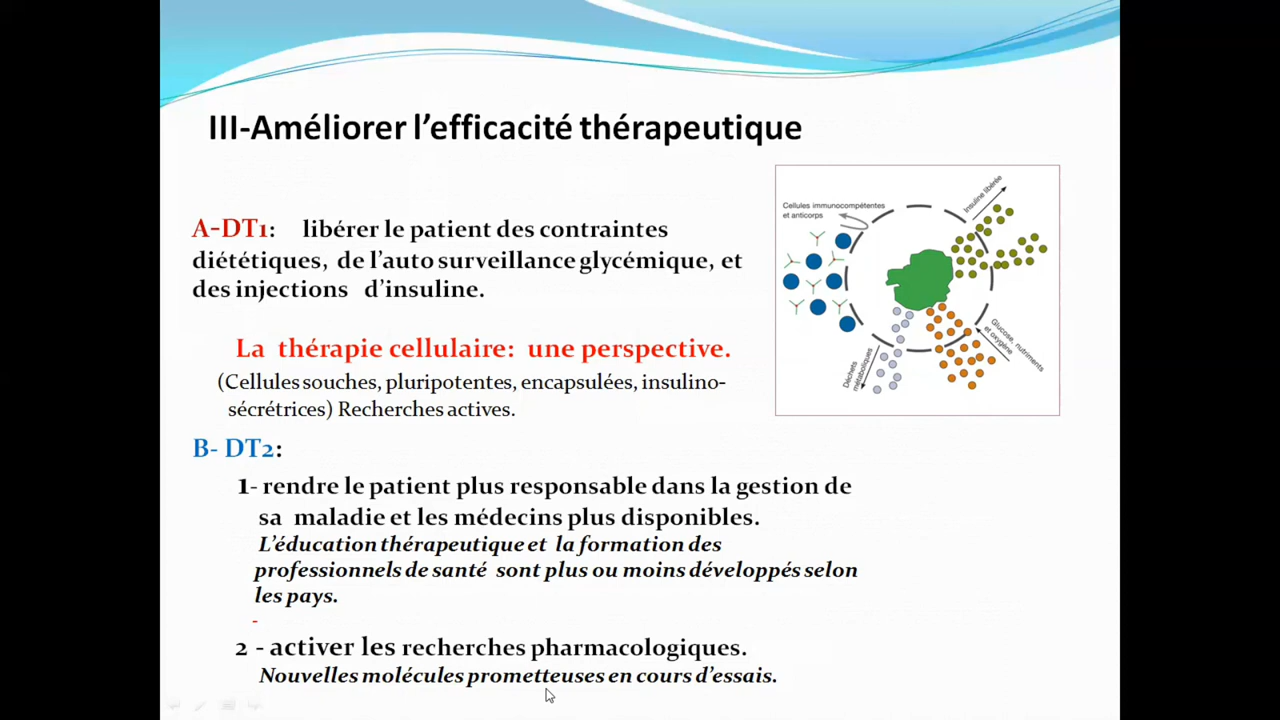 III-Améliorer l’efficacité thérapeutique
A-DT1: libérer le patient des contraintes
diététiques, de l’auto surveillance glycémique, et
des injections d’insuline.
La thérapie cellulaire: une perspective.
(Cellules souches, pluripotentes, encapsulées, insulino-
sécrétrices) Recherches actives.
Cellules immunocompétentes
et anticorps
Insuline libérée
Glucose, nutriments
et oxygène
Déchets
métaboliques
B- DT2:
1- rendre le patient plus responsable dans la gestion de
sa maladie et les médecins plus disponibles.
L’éducation thérapeutique et la formation des
professionnels de santé sont plus ou moins développés selon
les pays.
-
2 - activer les recherches pharmacologiques.
Nouvelles molécules prometteuses en cours d’essais.